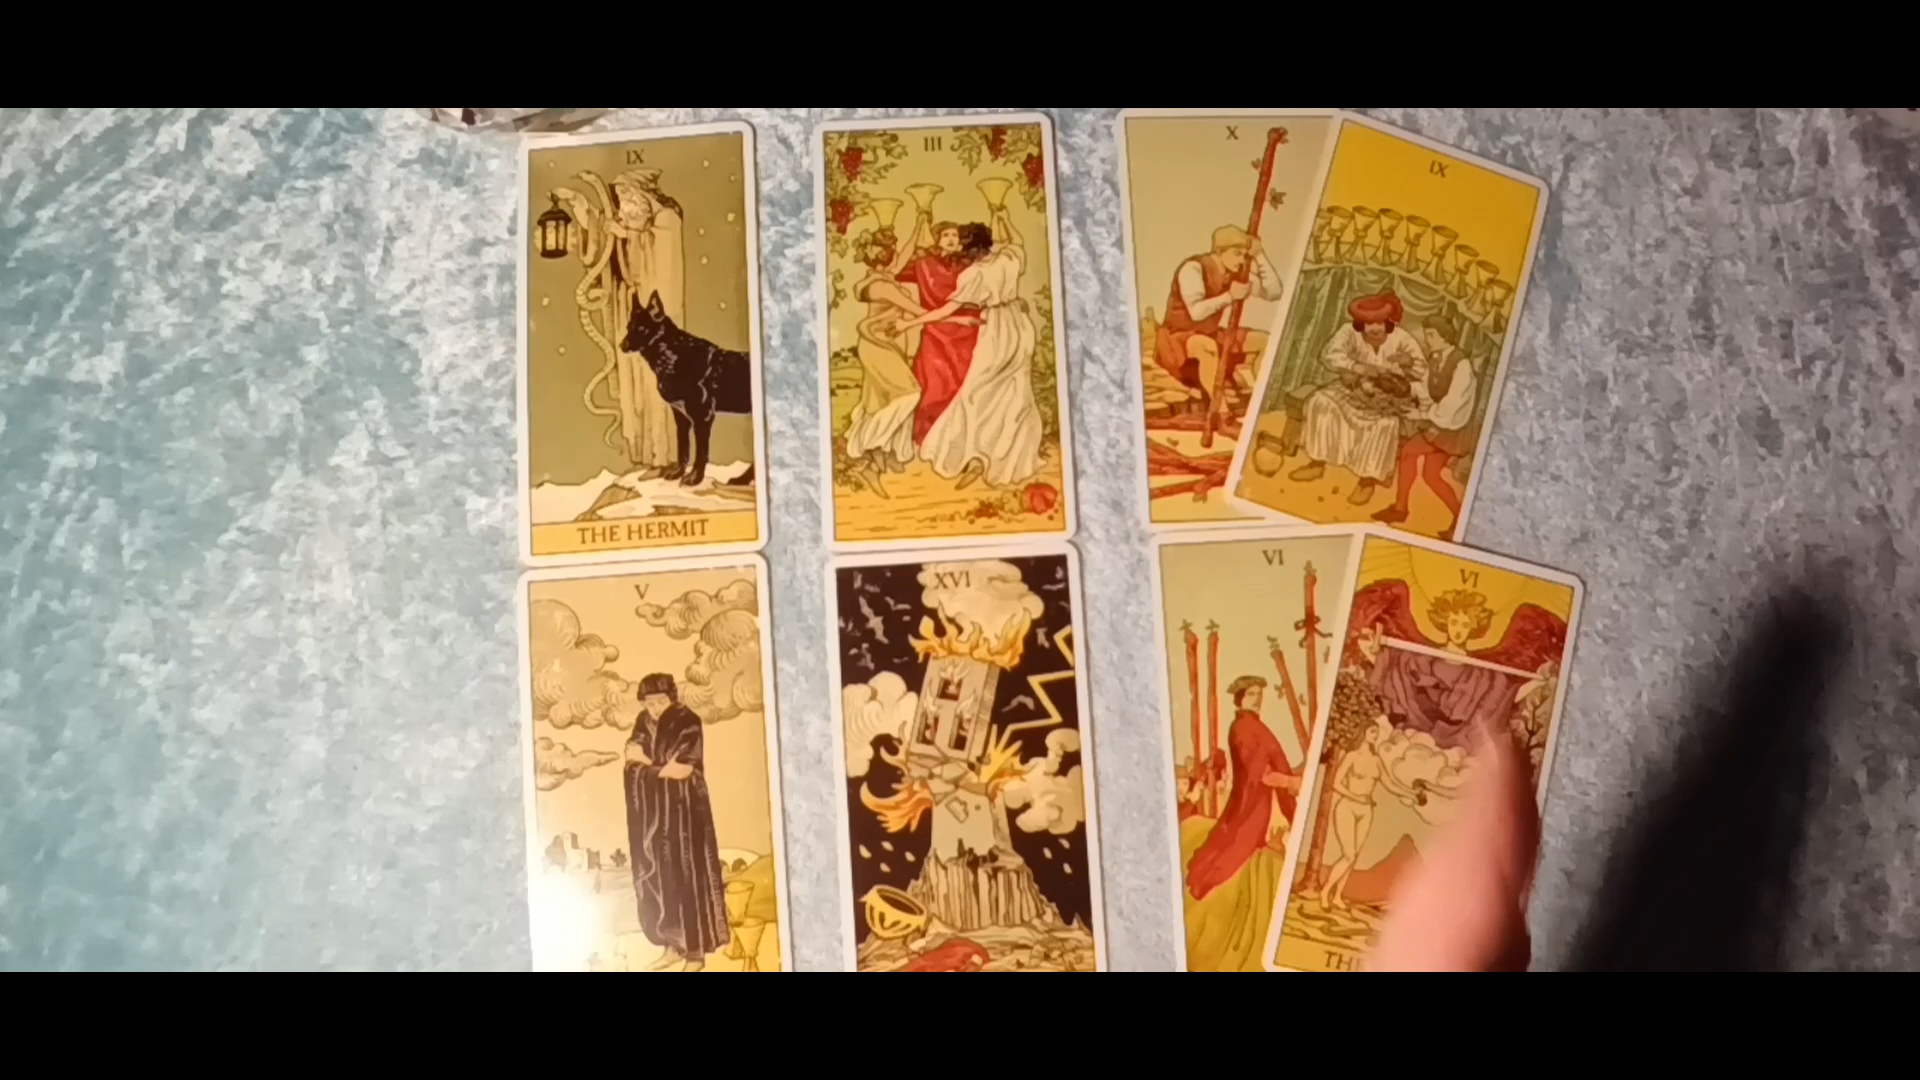 IX
III
X
IX
THE HERMIT
V
XVI
VI
VI